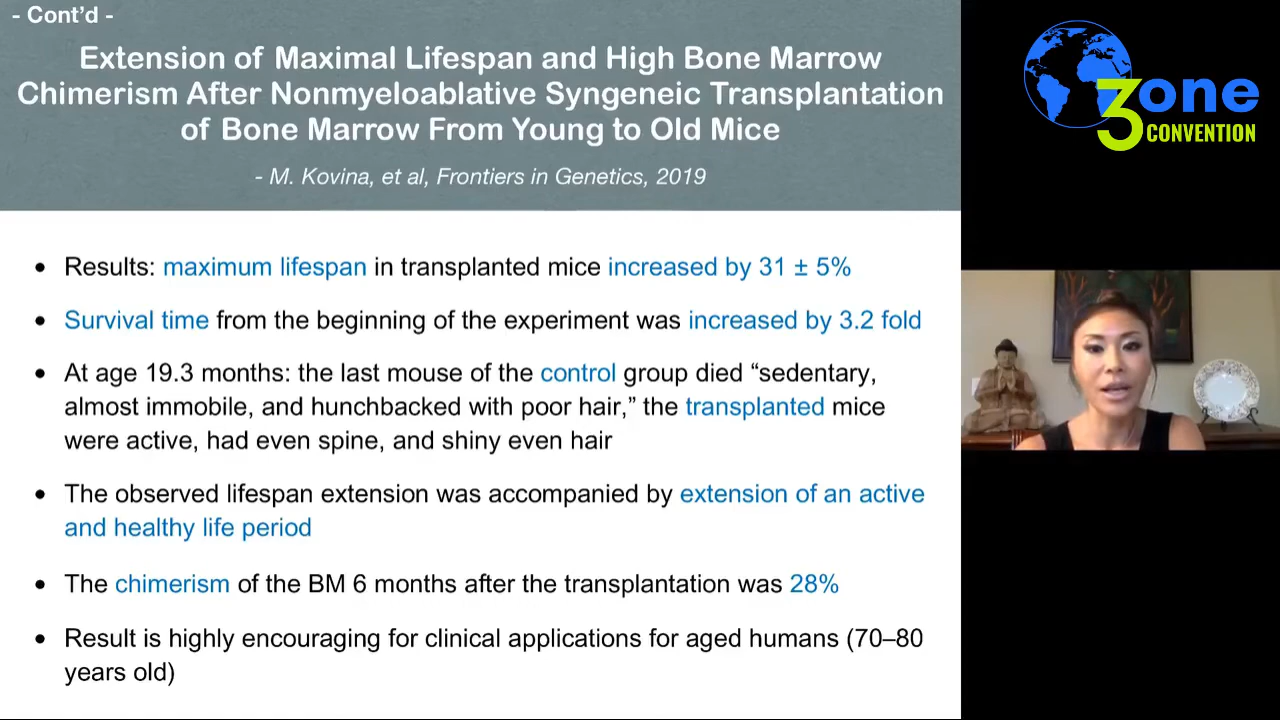 - Cont’d -
Extension of Maximal Lifespan and High Bone Marrow
Chimerism After Nonmyeloablative Syngeneic Transplantation
of Bone Marrow From Young to Old Mice
- M. Kovina, et al, Frontiers in Genetics, 2019
• Results: maximum lifespan in transplanted mice increased by 31 ± 5%
• Survival time from the beginning of the experiment was increased by 3.2 fold
• At age 19.3 months: the last mouse of the control group died “sedentary,
almost immobile, and hunchbacked with poor hair,” the transplanted mice
were active, had even spine, and shiny even hair
• The observed lifespan extension was accompanied by extension of an active
and healthy life period
• The chimerism of the BM 6 months after the transplantation was 28%
• Result is highly encouraging for clinical applications for aged humans (70–80
years old)
3one
CONVENTION